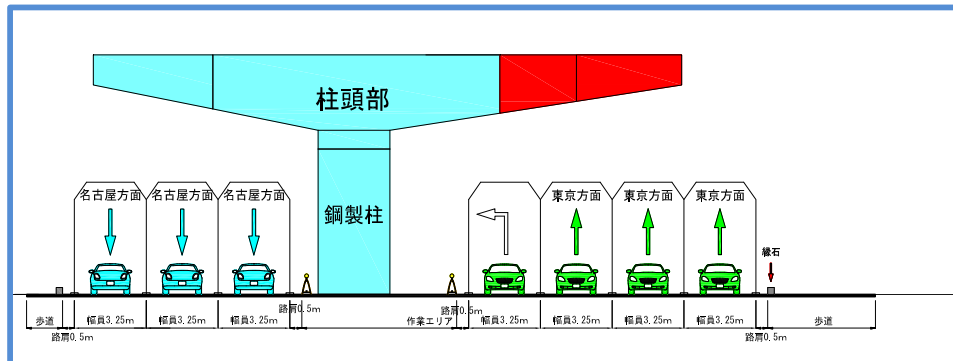 柱頭部
名古屋方面
名古屋方面
名古屋方面
鋼製柱
東京方面
東京方面
東京方面
縁石
歩道
幅員3.25m
幅員3.25m
幅員3.25m
路肩0.5m
作業エリア
路肩0.5m
幅員3.25m
幅員3.25m
幅員3.25m
幅員3.25m
歩道
路肩0.5m
路肩0.5m